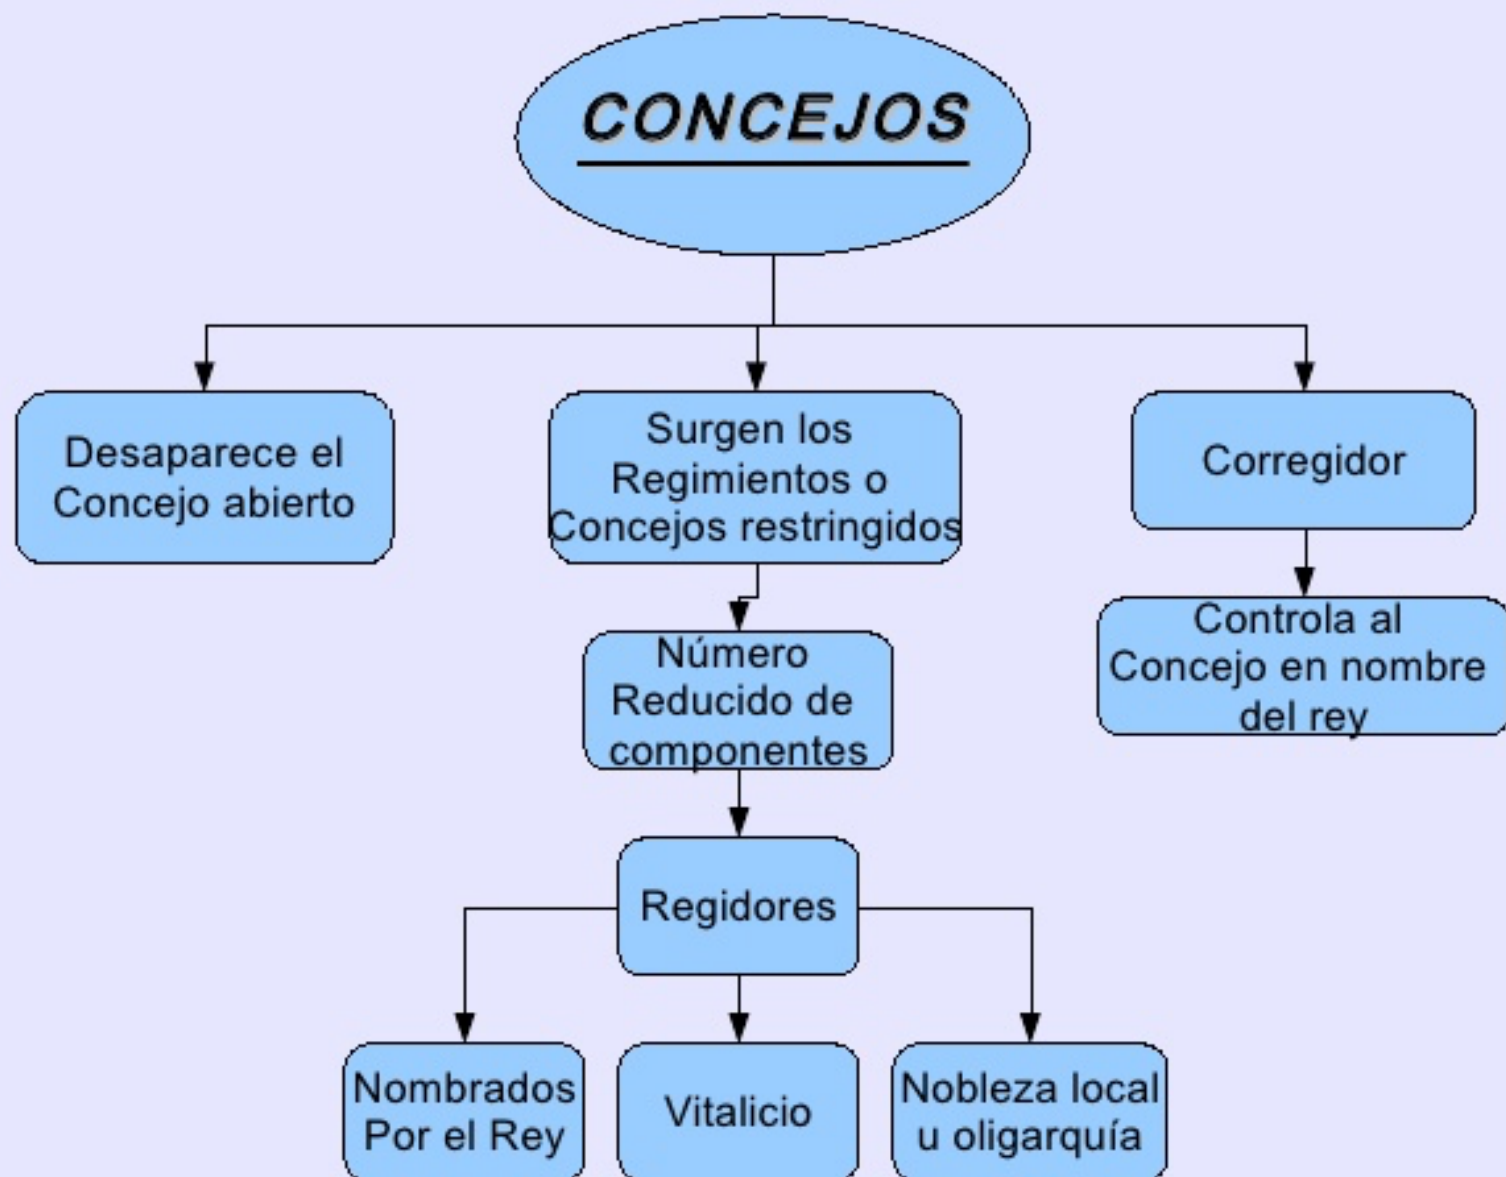 CONCEJOS
Desaparece el
Concejo abierto
Surgen los
Regimientos o
Concejos restringidos
Corregidor
Controla al
Concejo en nombre
del rey
Número
Reducido de
componentes
Regidores
Nombrados
Por el Rey
Vitalicio
Nobleza local
u oligarquía